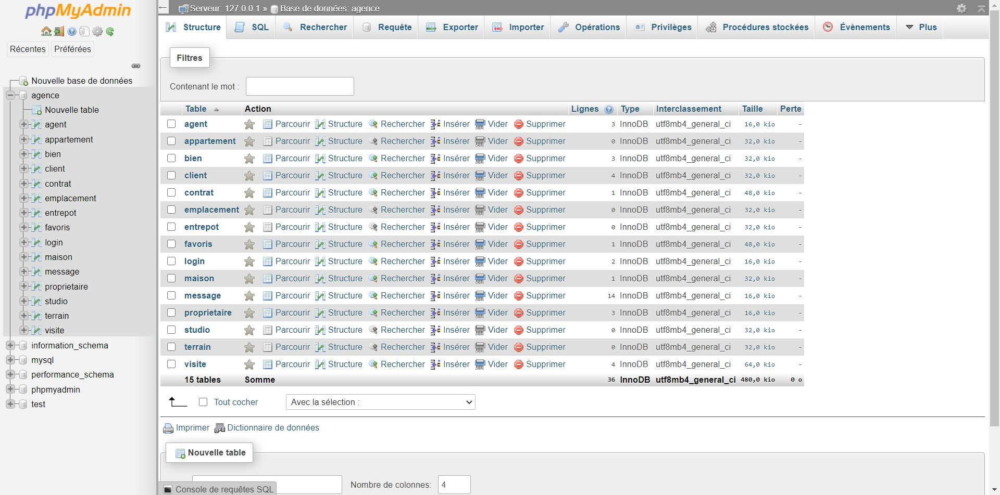 phpMyAdmin
Récentes Préférées
Nouvelle base de données
agence
Nouvelle table
agent
appartement
bien
client
contrat
emplacement
entrepot
favoris
login
maison
message
proprietaire
studio
terrain
visite
information_schema
mysql
performance_schema
phpmyadmin
test
← Serveur: 127.0.0.1 » Base de données: agence
Structure SQL Rechercher Requête Exporter Importer Opérations Privilèges Procédures stockées Évènements Plus
Filtres
Contenant le mot :
Table Action Lignes Type Interclassement Taille Perte
agent Parcourir Structure Rechercher Insérer Vider Supprimer 3 InnoDB utf8mb4_general_ci 16,0 kio -
appartement Parcourir Structure Rechercher Insérer Vider Supprimer 0 InnoDB utf8mb4_general_ci 32,0 kio -
bien Parcourir Structure Rechercher Insérer Vider Supprimer 3 InnoDB utf8mb4_general_ci 32,0 kio -
client Parcourir Structure Rechercher Insérer Vider Supprimer 4 InnoDB utf8mb4_general_ci 32,0 kio -
contrat Parcourir Structure Rechercher Insérer Vider Supprimer 1 InnoDB utf8mb4_general_ci 48,0 kio -
emplacement Parcourir Structure Rechercher Insérer Vider Supprimer 0 InnoDB utf8mb4_general_ci 32,0 kio -
entrepot Parcourir Structure Rechercher Insérer Vider Supprimer 0 InnoDB utf8mb4_general_ci 32,0 kio -
favoris Parcourir Structure Rechercher Insérer Vider Supprimer 1 InnoDB utf8mb4_general_ci 48,0 kio -
login Parcourir Structure Rechercher Insérer Vider Supprimer 2 InnoDB utf8mb4_general_ci 16,0 kio -
maison Parcourir Structure Rechercher Insérer Vider Supprimer 1 InnoDB utf8mb4_general_ci 32,0 kio -
message Parcourir Structure Rechercher Insérer Vider Supprimer 14 InnoDB utf8mb4_general_ci 16,0 kio -
proprietaire Parcourir Structure Rechercher Insérer Vider Supprimer 3 InnoDB utf8mb4_general_ci 16,0 kio -
studio Parcourir Structure Rechercher Insérer Vider Supprimer 0 InnoDB utf8mb4_general_ci 32,0 kio -
terrain Parcourir Structure Rechercher Insérer Vider Supprimer 0 InnoDB utf8mb4_general_ci 32,0 kio -
visite Parcourir Structure Rechercher Insérer Vider Supprimer 4 InnoDB utf8mb4_general_ci 64,0 kio -
15 tables Somme 36 InnoDB utf8mb4_general_ci 480,0 kio 0 o
Tout cocher Avec la sélection :
Imprimer Dictionnaire de données
Nouvelle table
Nombre de colonnes: 4
Console de requêtes SQL